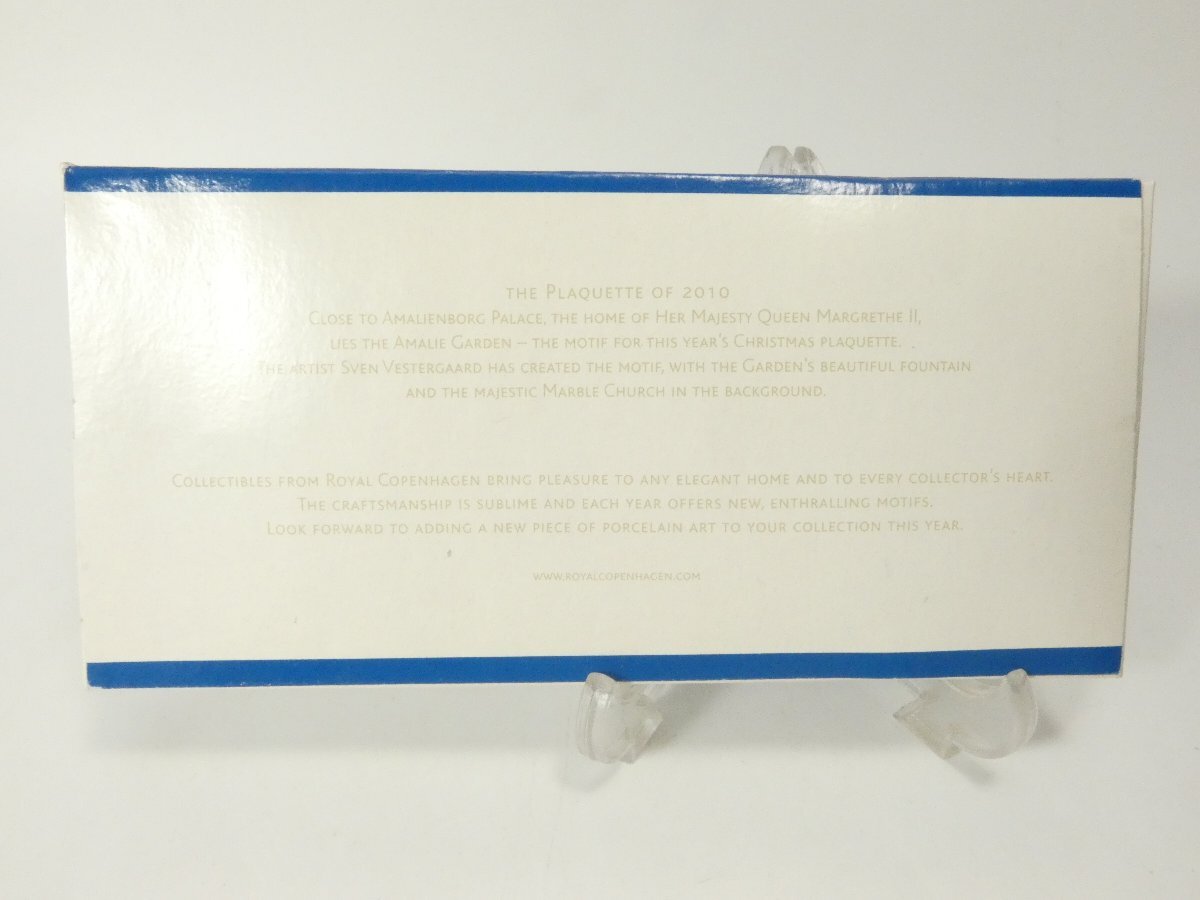 THE PLAQUETTE OF 2010
CLOSE TO AMALIENBORG PALACE, THE HOME OF HER MAJESTY QUEEN MARGRETHE II,
LIES THE AMALIE GARDEN – THE MOTIF FOR THIS YEAR'S CHRISTMAS PLAQUETTE.
THE ARTIST SVEN VESTERGAARD HAS CREATED THE MOTIF, WITH THE GARDEN'S BEAUTIFUL FOUNTAIN
AND THE MAJESTIC MARBLE CHURCH IN THE BACKGROUND.
COLLECTIBLES FROM ROYAL COPENHAGEN BRING PLEASURE TO ANY ELEGANT HOME AND TO EVERY COLLECTOR'S HEART.
THE CRAFTSMANSHIP IS SUBLIME AND EACH YEAR OFFERS NEW, ENTHRALLING MOTIFS.
LOOK FORWARD TO ADDING A NEW PIECE OF PORCELAIN ART TO YOUR COLLECTION THIS YEAR.
WWW.ROYALCOPENHAGEN.COM